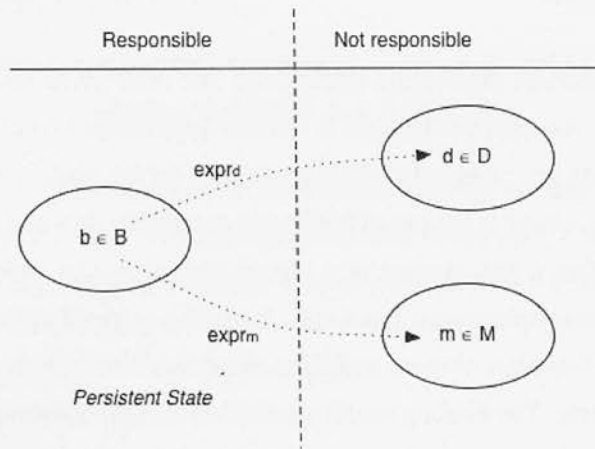 Responsible
Not responsible
d ∈ D
exprd
b ∈ B
m ∈ M
exprm
Persistent State